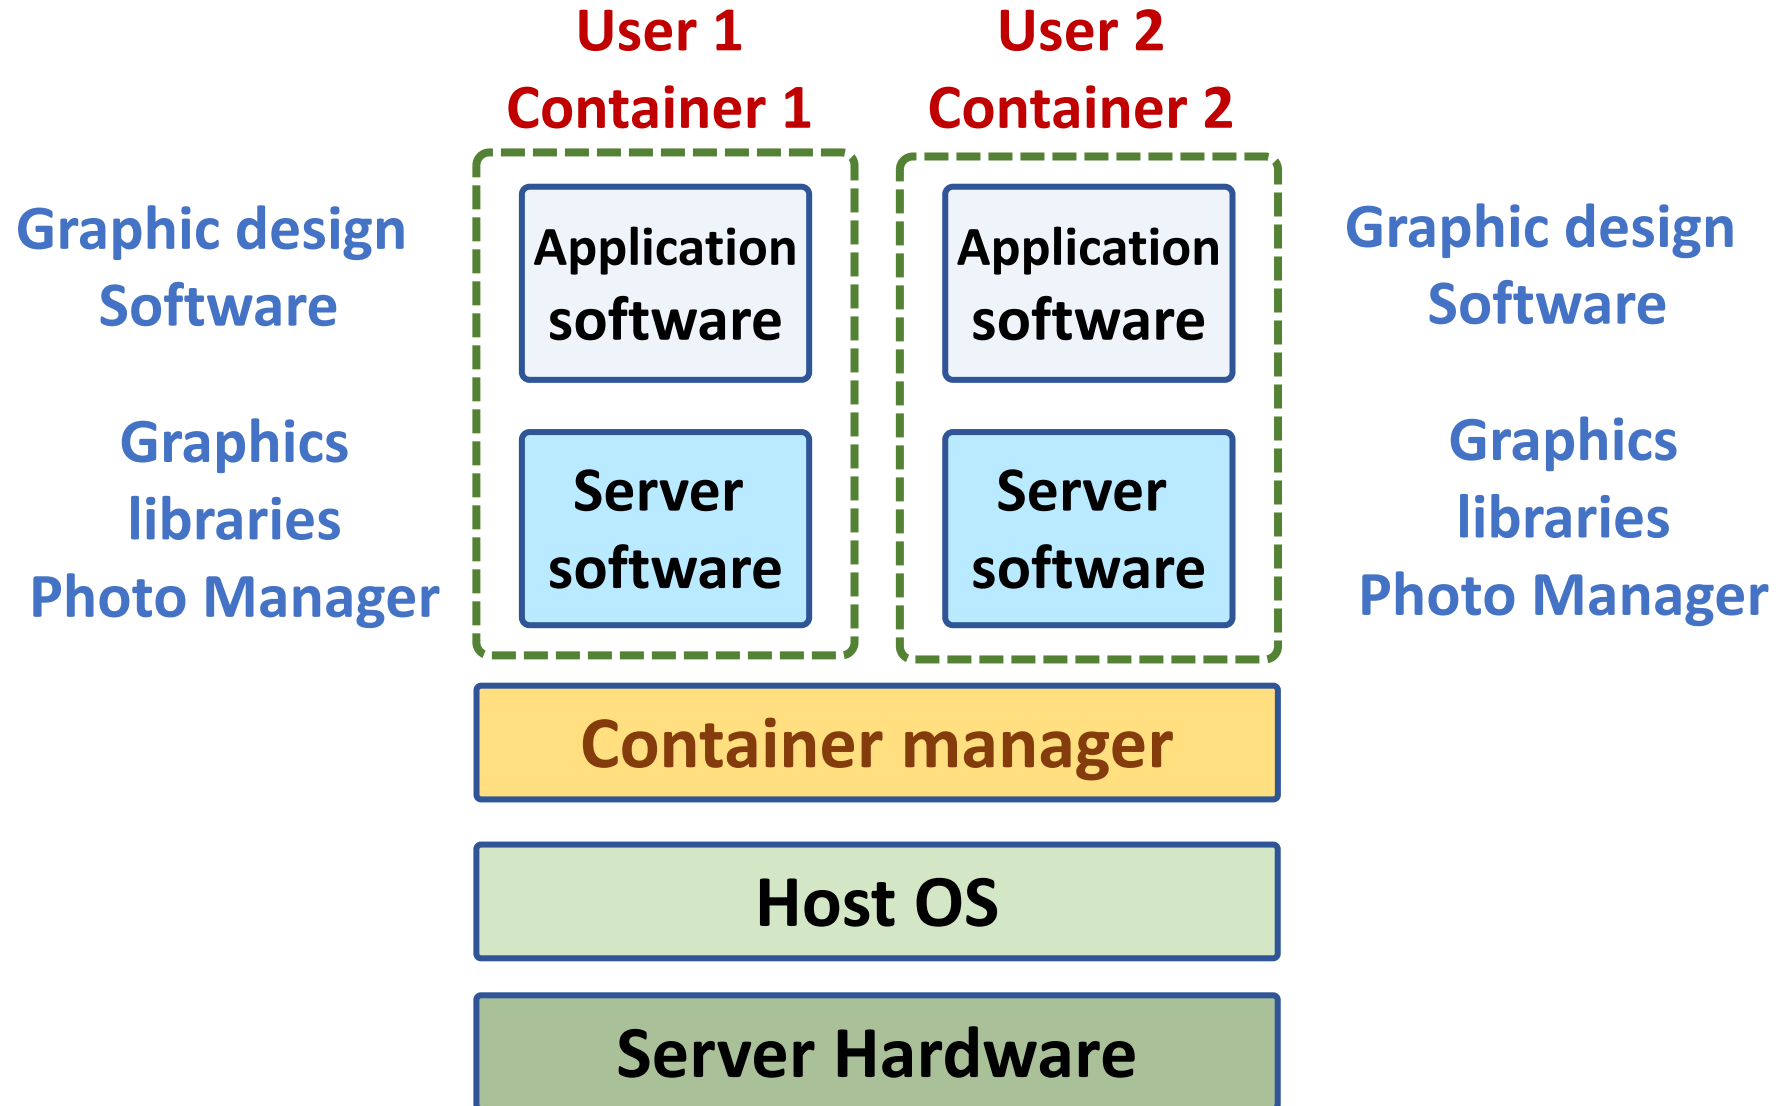 User 1
Container 1
User 2
Container 2
Graphic design
Software
Application
software
Application
software
Graphic design
Software
Graphics
libraries
Photo Manager
Server
software
Server
software
Graphics
libraries
Photo Manager
Container manager
Host OS
Server Hardware